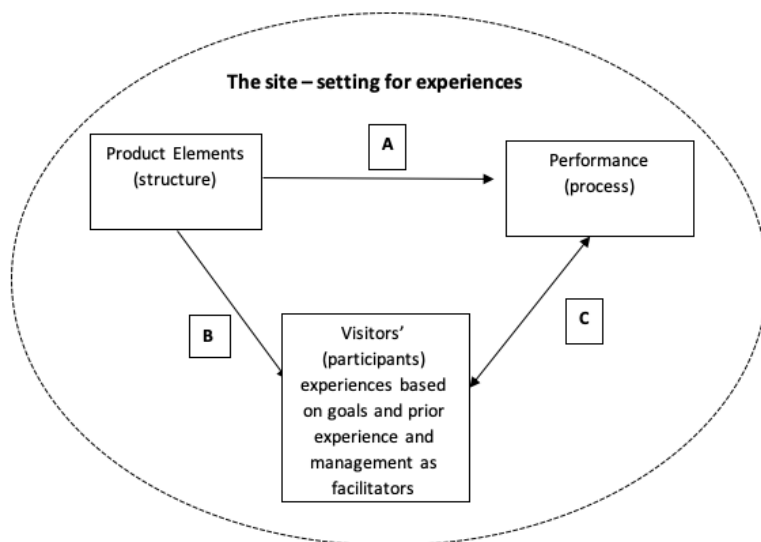 The site – setting for experiences
Product Elements
(structure)
A
Performance
(process)
B
Visitors'
(participants)
experiences based
on goals and prior
experience and
management as
facilitators
C